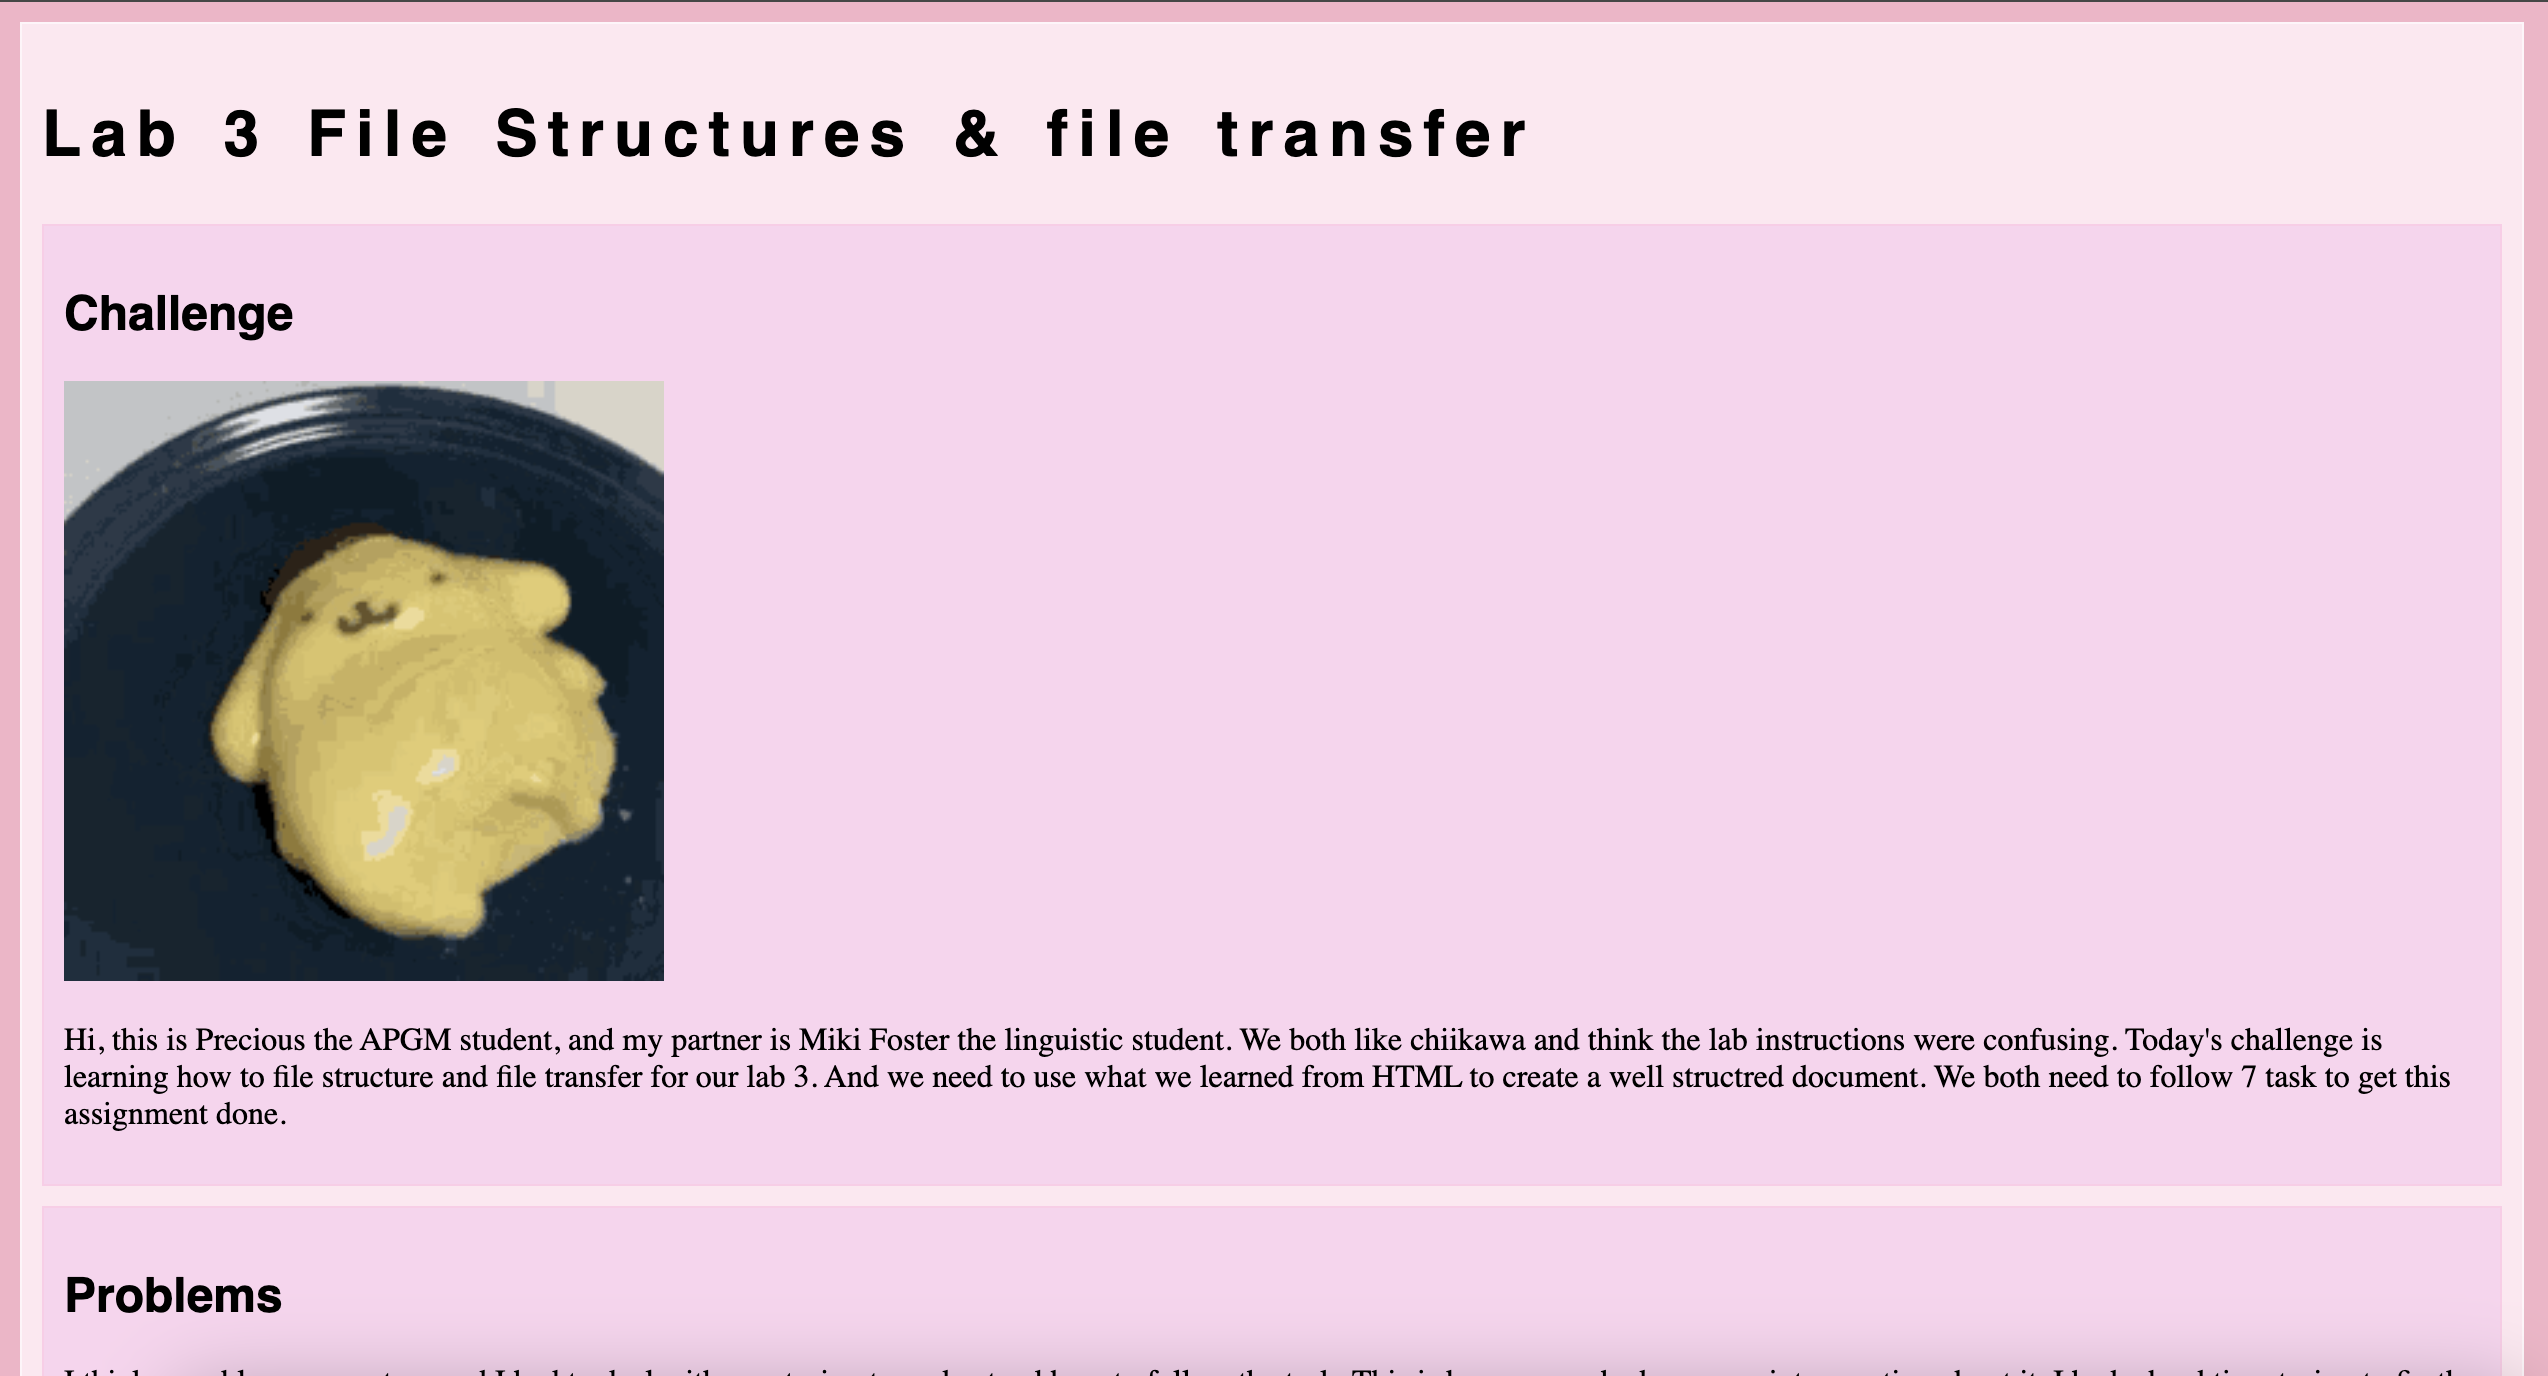 Lab 3 File Structures & file transfer
Challenge
Hi, this is Precious the APGM student, and my partner is Miki Foster the linguistic student. We both like chiikawa and think the lab instructions were confusing. Today's challenge is
learning how to file structure and file transfer for our lab 3. And we need to use what we learned from HTML to create a well structred document. We both need to follow 7 task to get this
assignment done.
Problems